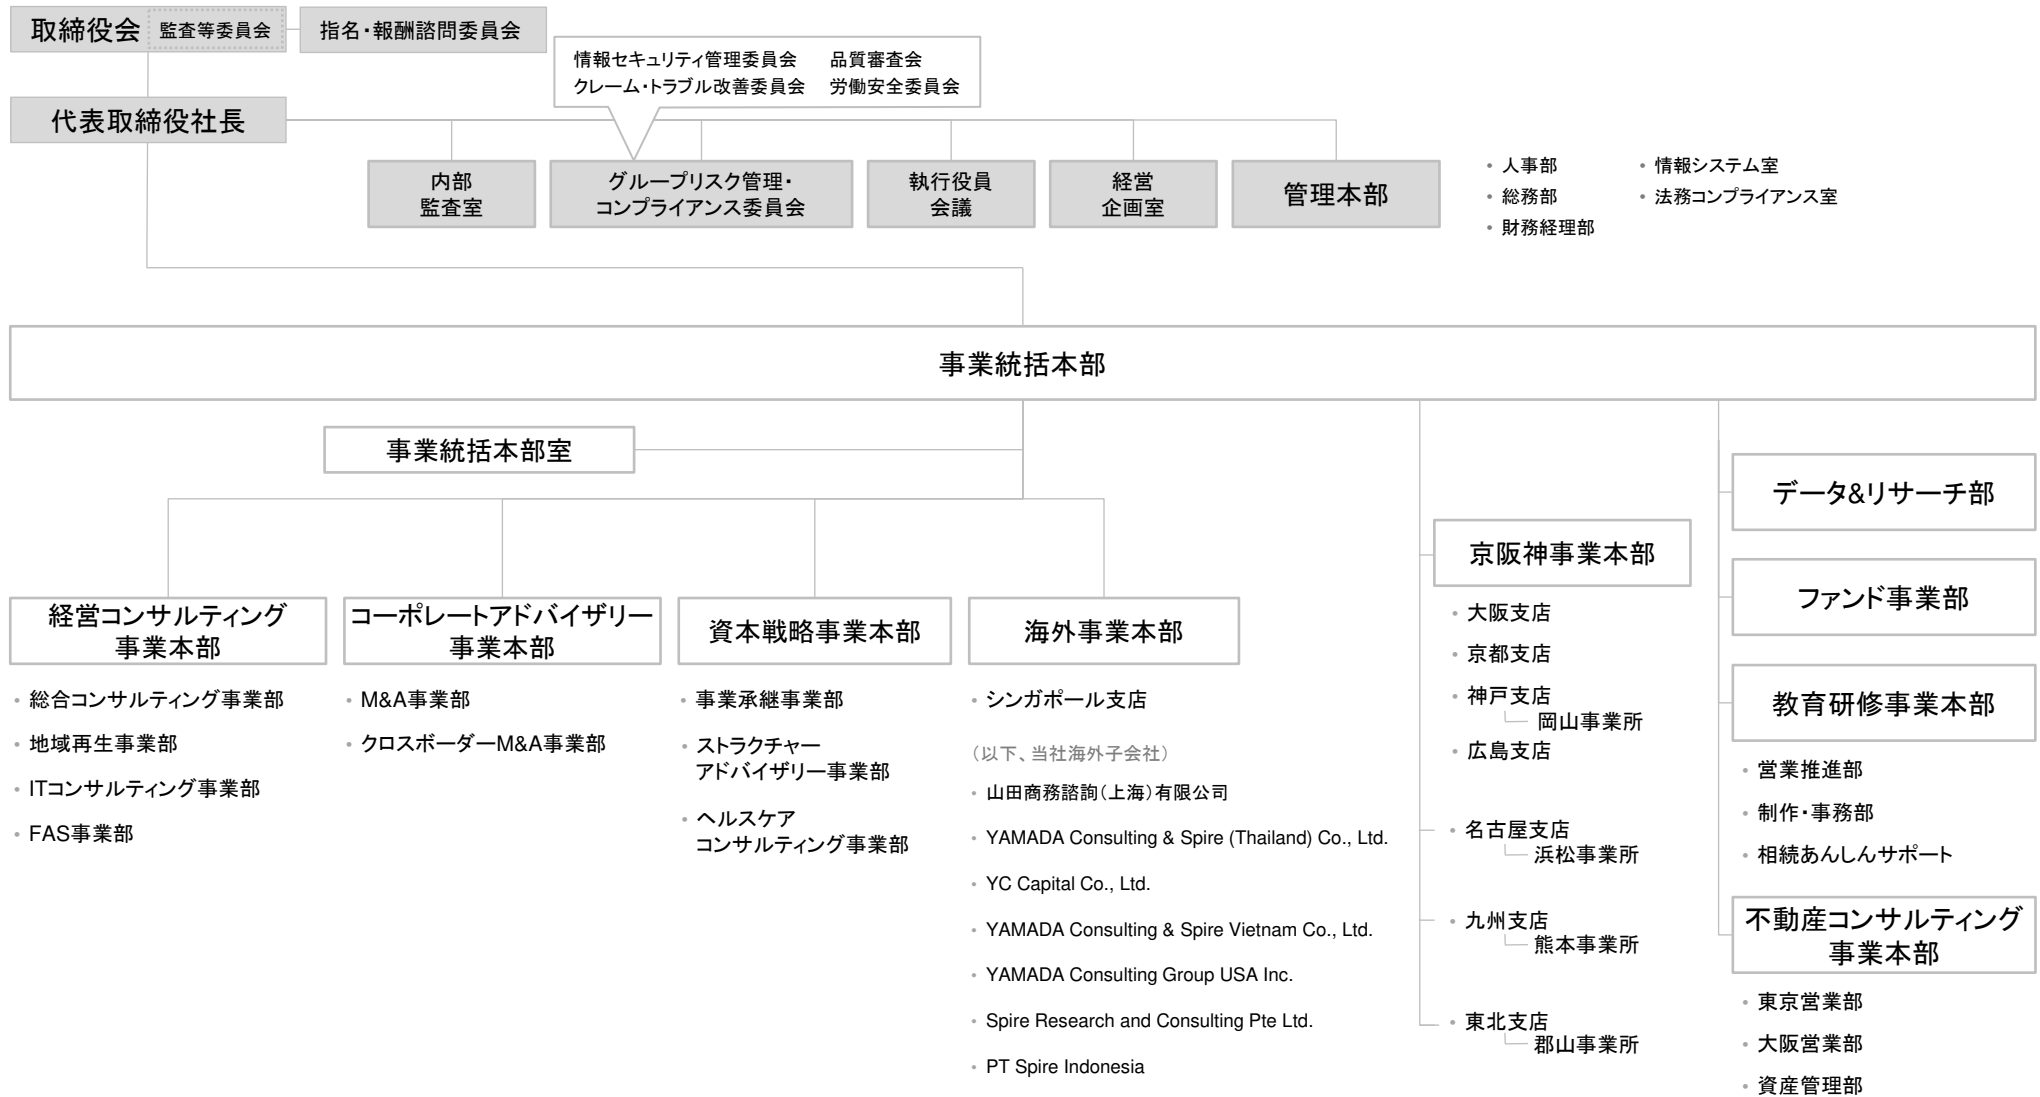 取締役会
監査等委員会
指名・報酬諮問委員会
情報セキュリティ管理委員会 品質審査会
クレーム・トラブル改善委員会 労働安全委員会
代表取締役社長
内部
監査室
グループリスク管理・
コンプライアンス委員会
執行役員
会議
経営
企画室
管理本部
・人事部
・総務部
・財務経理部
・情報システム室
・法務コンプライアンス室
事業統括本部
事業統括本部室
経営コンサルティング
事業本部
・総合コンサルティング事業部
・地域再生事業部
・ITコンサルティング事業部
・FAS事業部
コーポレートアドバイザリー
事業本部
・M&A事業部
・クロスボーダーM&A事業部
資本戦略事業本部
・事業承継事業部
・ストラクチャー
アドバイザリー事業部
・ヘルスケア
コンサルティング事業部
海外事業本部
・シンガポール支店
（以下、当社海外子会社）
・山田商務諮詢（上海）有限公司
・YAMADA Consulting & Spire (Thailand) Co., Ltd.
・YC Capital Co., Ltd.
・YAMADA Consulting & Spire Vietnam Co., Ltd.
・YAMADA Consulting Group USA Inc.
・Spire Research and Consulting Pte Ltd.
・PT Spire Indonesia
京阪神事業本部
・大阪支店
・京都支店
・神戸支店
岡山事業所
・広島支店
・名古屋支店
浜松事業所
・九州支店
熊本事業所
・東北支店
郡山事業所
データ&リサーチ部
ファンド事業部
教育研修事業本部
・営業推進部
・制作・事務部
・相続あんしんサポート
不動産コンサルティング
事業本部
・東京営業部
・大阪営業部
・資産管理部